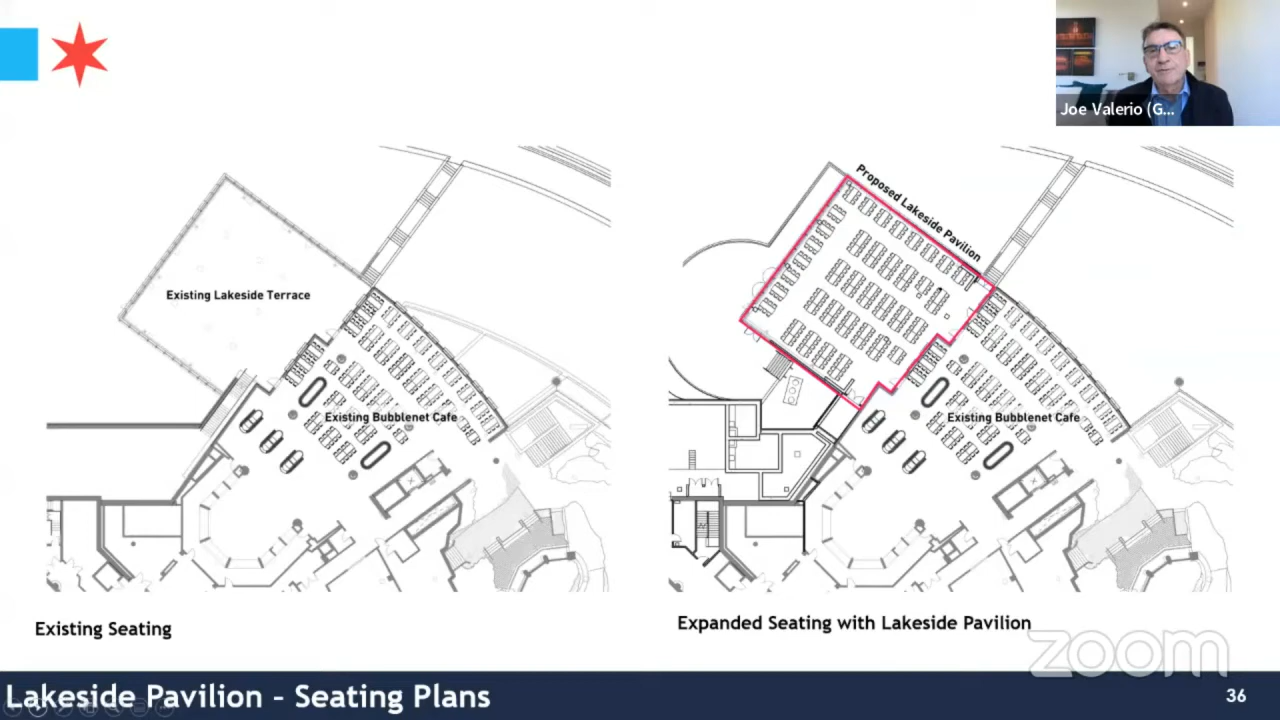 Joe Valerio (G...
Proposed Lakeside Pavilion
Existing Lakeside Terrace
Existing Bubblenet Cafe
Existing Bubblenet Cafe
Existing Seating
Expanded Seating with Lakeside Pavilion
zoom
Lakeside Pavilion - Seating Plans
36